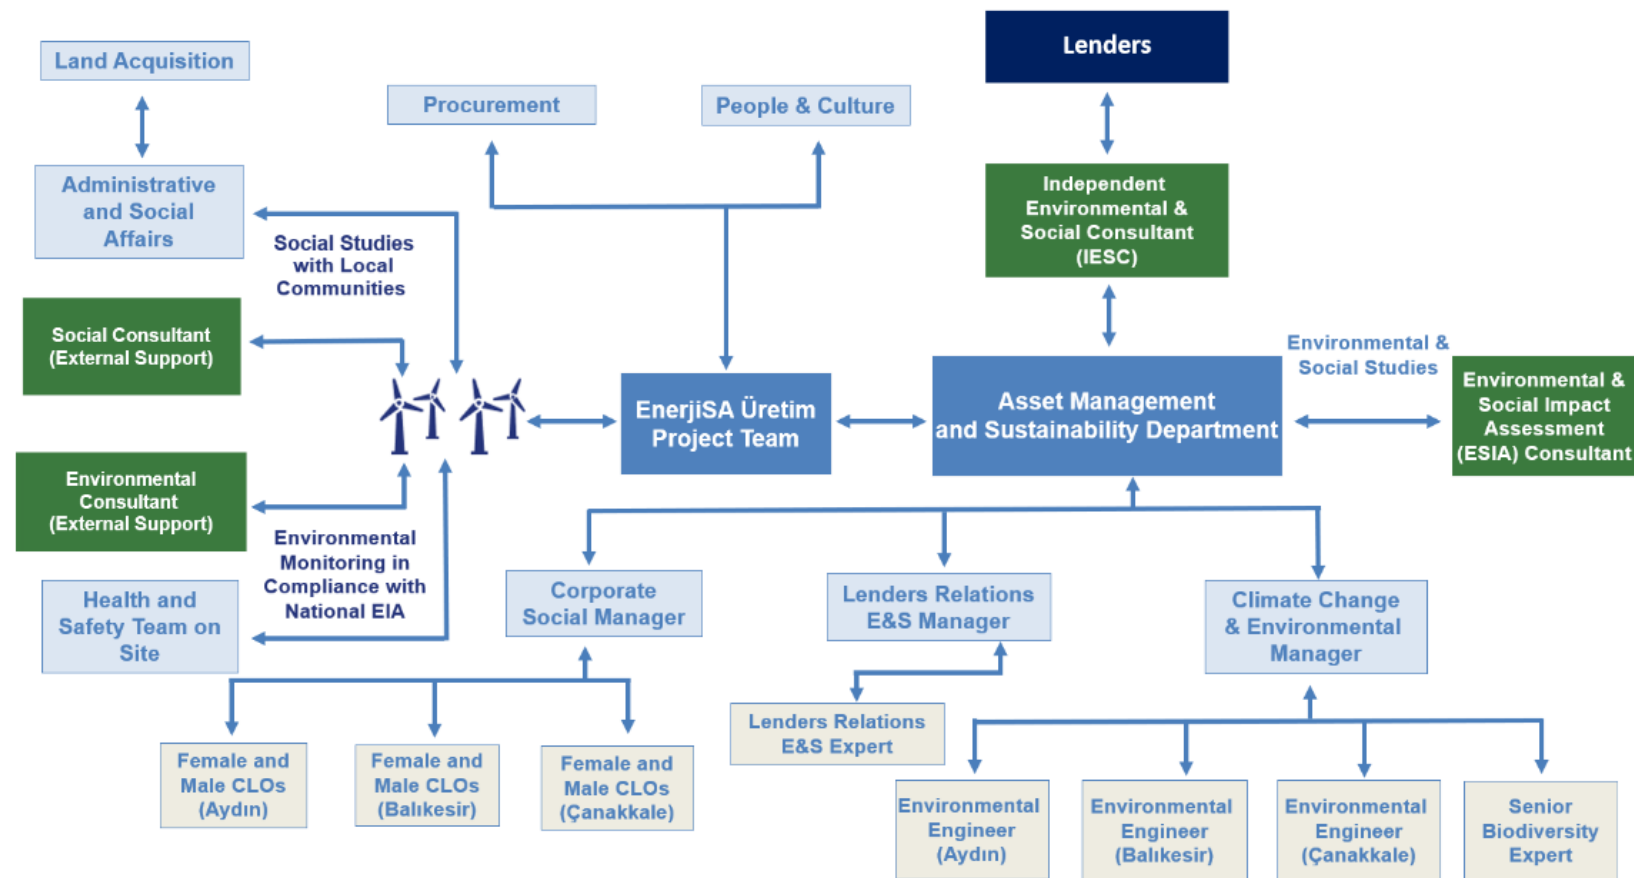 Lenders
Land Acquisition
Procurement
People & Culture
Administrative
and Social
Affairs
Independent
Environmental &
Social Consultant
(IESC)
Social Studies
with Local
Communities
Social Consultant
(External Support)
Environmental &
Social Studies
EnerjiSA Üretim
Project Team
Asset Management
and Sustainability Department
Environmental &
Social Impact
Assessment
(ESIA) Consultant
Environmental
Consultant
(External Support)
Environmental
Monitoring in
Compliance with
National EIA
Health and
Safety Team on
Site
Corporate
Social Manager
Lenders Relations
E&S Manager
Climate Change
& Environmental
Manager
Lenders Relations
E&S Expert
Female and
Male CLOs
(Aydın)
Female and
Male CLOs
(Balıkesir)
Female and
Male CLOs
(Çanakkale)
Environmental
Engineer
(Aydın)
Environmental
Engineer
(Balıkesir)
Environmental
Engineer
(Çanakkale)
Senior
Biodiversity
Expert